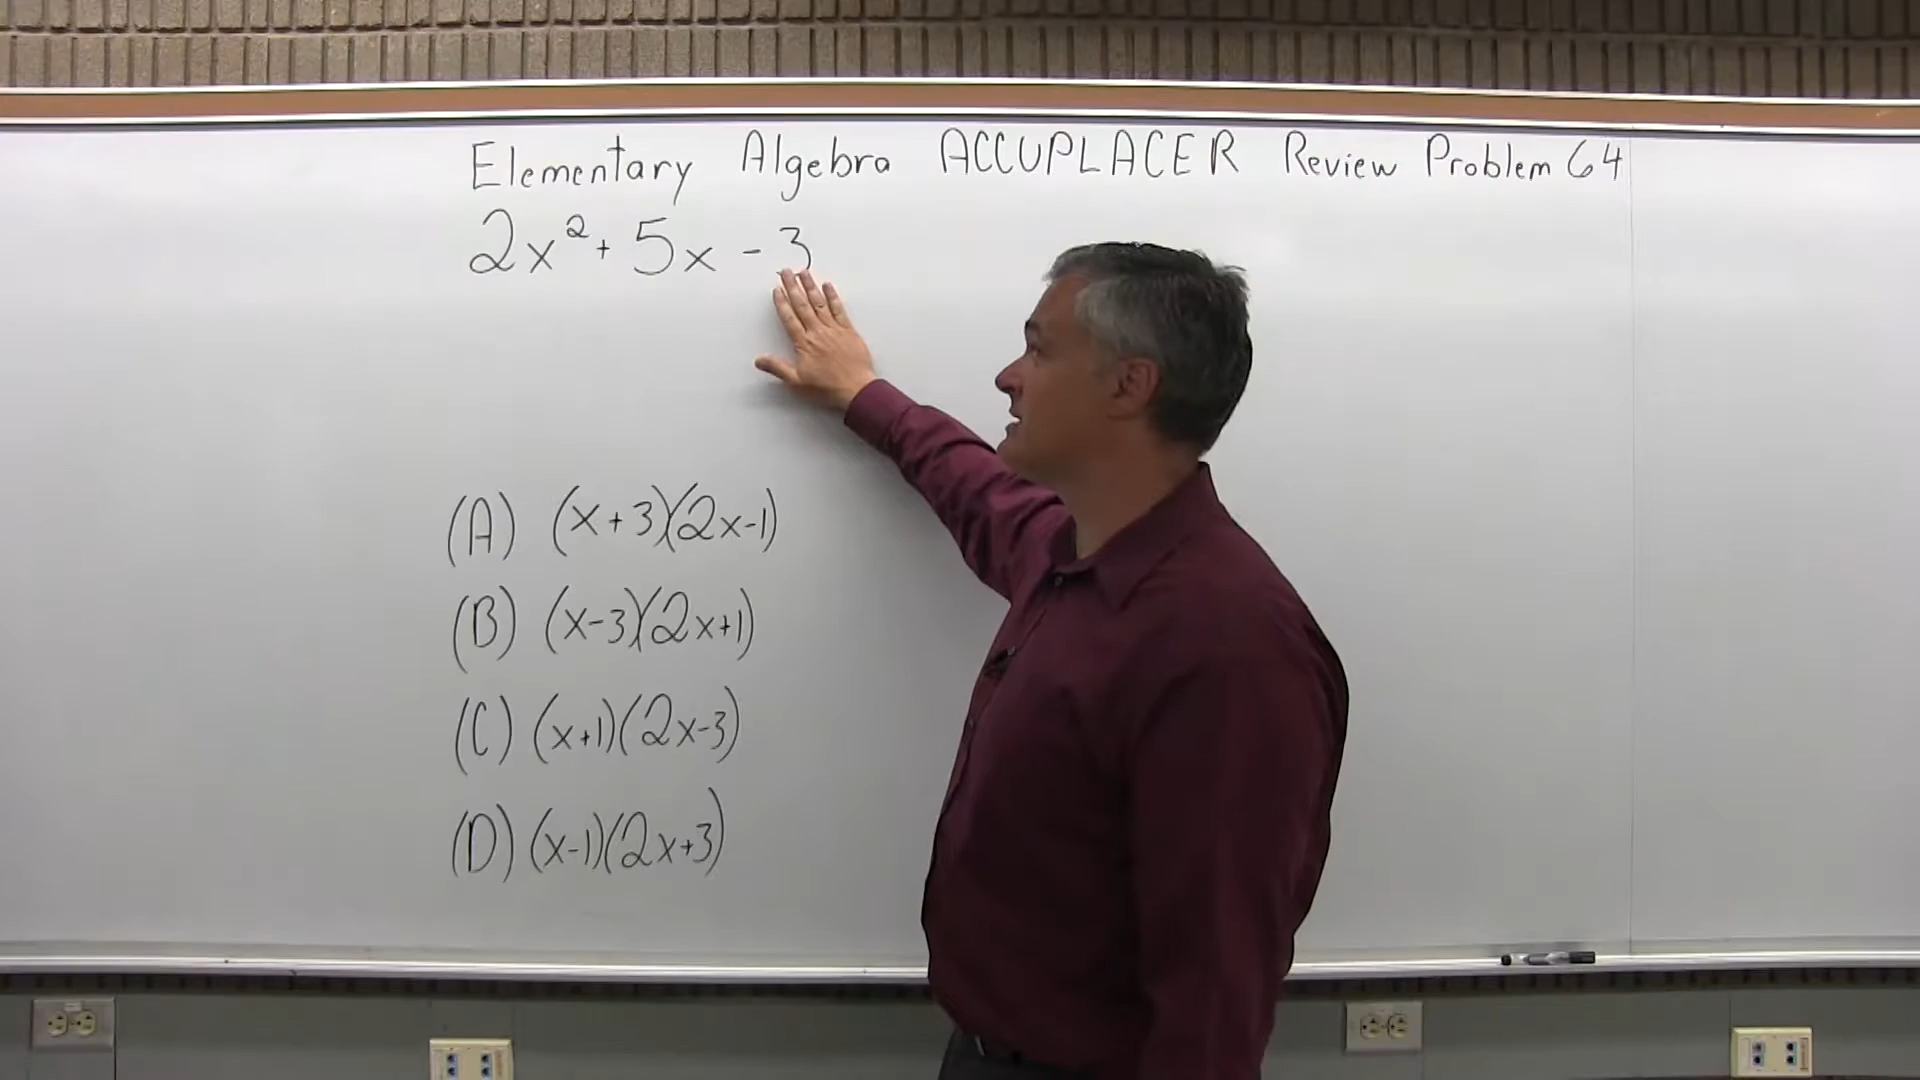 Elementary Algebra ACCUPLACER Review Problem 64
2x² + 5x - 3
(A) (x+3)(2x-1)
(B) (x-3)(2x+1)
(C) (x+1)(2x-3)
(D) (x-1)(2x+3)